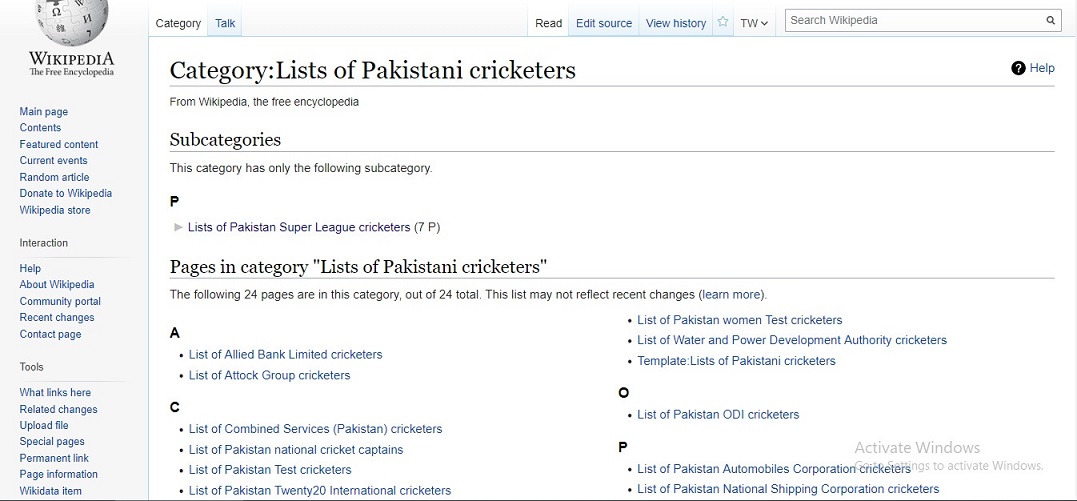 WIKIPEDIA
The Free Encyclopedia
Main page
Contents
Featured content
Current events
Random article
Donate to Wikipedia
Wikipedia store
Interaction
Help
About Wikipedia
Community portal
Recent changes
Contact page
Tools
What links here
Related changes
Upload file
Special pages
Permanent link
Page information
Wikidata item
Category Talk Read Edit source View history TW Search Wikipedia
Category:Lists of Pakistani cricketers
Help
From Wikipedia, the free encyclopedia
Subcategories
This category has only the following subcategory.
P
► Lists of Pakistan Super League cricketers (7 P)
Pages in category "Lists of Pakistani cricketers"
The following 24 pages are in this category, out of 24 total. This list may not reflect recent changes (learn more).
A
• List of Allied Bank Limited cricketers
• List of Attock Group cricketers
C
• List of Combined Services (Pakistan) cricketers
• List of Pakistan national cricket captains
• List of Pakistan Test cricketers
• List of Pakistan Twenty20 International cricketers
• List of Pakistan women Test cricketers
• List of Water and Power Development Authority cricketers
• Template:Lists of Pakistani cricketers
O
• List of Pakistan ODI cricketers
P
• List of Pakistan Automobiles Corporation cricketers
• List of Pakistan National Shipping Corporation cricketers
Activate Windows
Go to Settings to activate Windows.